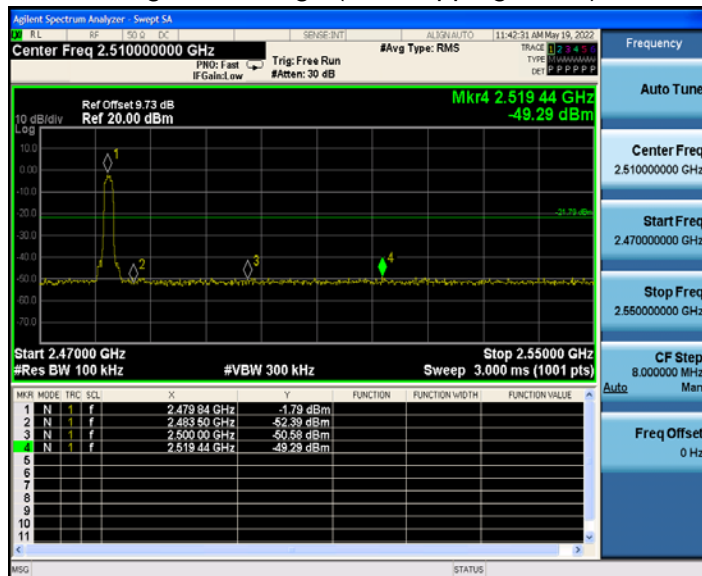 Agilent Spectrum Analyzer - Swept SA
RL RF 50 Ω DC SENSE:INT ALIGNAUTO 11:42:31 AM May 19, 2022
Center Freq 2.510000000 GHz #Avg Type: RMS TRACE 1 2 3 4 5 6
PNO: Fast Trig: Free Run TYPE MWWWWW
IFGain:Low #Atten: 30 dB DET P P P P P P
Frequency
Auto Tune
Center Freq
2.510000000 GHz
Start Freq
2.470000000 GHz
Stop Freq
2.550000000 GHz
CF Step
8.000000 MHz
Auto Man
Freq Offset
0 Hz
Mkr4 2.519 44 GHz
-49.29 dBm
Ref Offset 9.73 dB
10 dB/div Ref 20.00 dBm
Log
10.0
0.00
-10.0
-20.0
-30.0
-40.0
-50.0
-60.0
-70.0
1
2
3
4
-21.79 dBm
Start 2.47000 GHz Stop 2.55000 GHz
#Res BW 100 kHz #VBW 300 kHz Sweep 3.000 ms (1001 pts)
MKR MODE TRC SCL X Y FUNCTION FUNCTION WIDTH FUNCTION VALUE
1 N 1 f 2.479 84 GHz -1.79 dBm
2 N 1 f 2.483 50 GHz -52.39 dBm
3 N 1 f 2.500 00 GHz -50.58 dBm
4 N 1 f 2.519 44 GHz -49.29 dBm
5
6
7
8
9
10
11
MSG STATUS